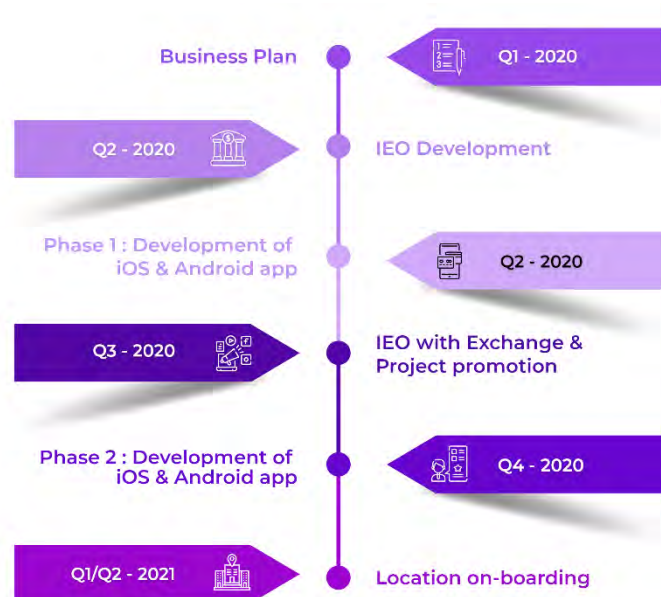 Business Plan
Q1 - 2020
Q2 - 2020
IEO Development
Phase 1 : Development of
iOS & Android app
Q2 - 2020
Q3 - 2020
IEO with Exchange &
Project promotion
Phase 2 : Development of
iOS & Android app
Q4 - 2020
Q1/Q2 - 2021
Location on-boarding